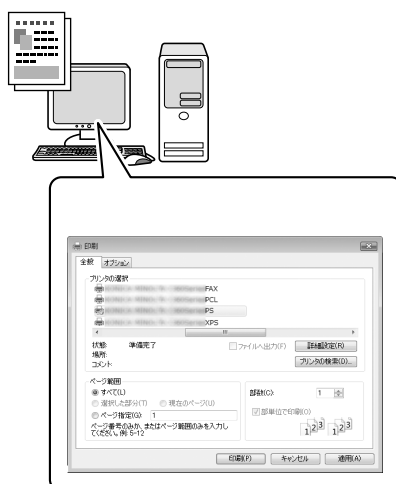 印刷
全般 オプション
プリンタの選択
FAX
PCL
PS
XPS
状態: 準備完了
場所:
コメント:
ファイルへ出力(F)
詳細設定(R)
プリンタの検索(D)...
ページ範囲
すべて(L)
選択した部分(T) 現在のページ(U)
ページ指定(G): 1
ページ番号のみか、またはページ範囲のみを入力し
てください。例: 5-12
部数(C): 1
部単位で印刷(O)
1 2 3 1 2 3
印刷(P) キャンセル 適用(A)